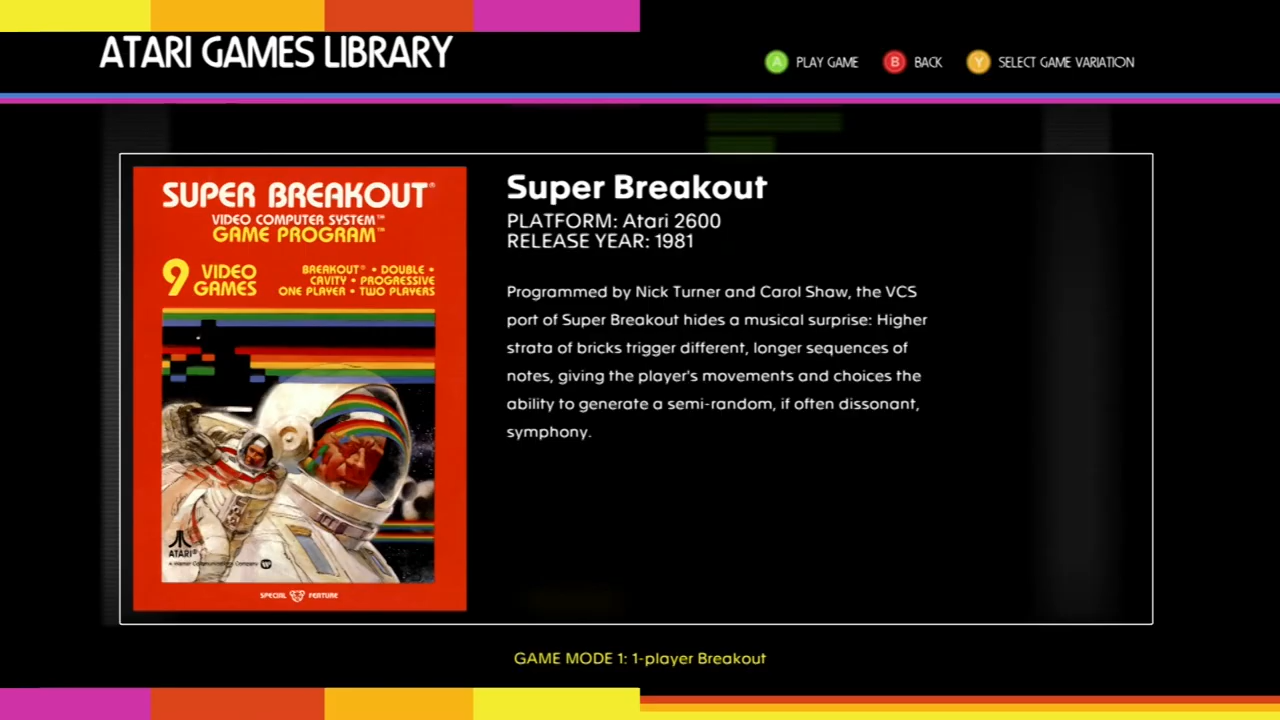 ATARI GAMES LIBRARY
A PLAY GAME B BACK Y SELECT GAME VARIATION
SUPER BREAKOUT®
VIDEO COMPUTER SYSTEM™
GAME PROGRAM™
9 VIDEO GAMES
BREAKOUT® • DOUBLE •
CAVITY • PROGRESSIVE
ONE PLAYER • TWO PLAYERS
ATARI®
A Warner Communications Company
SPECIAL FEATURE
Super Breakout
PLATFORM: Atari 2600
RELEASE YEAR: 1981
Programmed by Nick Turner and Carol Shaw, the VCS
port of Super Breakout hides a musical surprise: Higher
strata of bricks trigger different, longer sequences of
notes, giving the player's movements and choices the
ability to generate a semi-random, if often dissonant,
symphony.
GAME MODE 1: 1-player Breakout